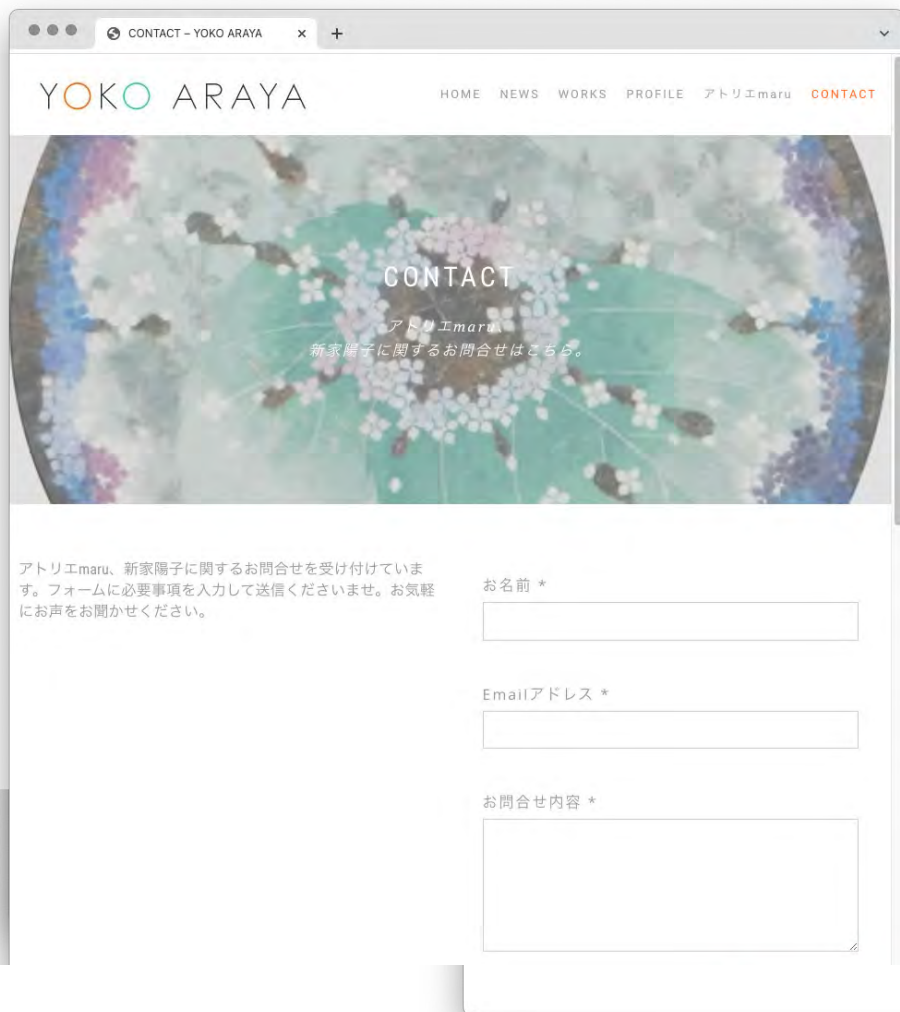 CONTACT – YOKO ARAYA
YOKO ARAYA
HOME NEWS WORKS PROFILE アトリエmaru CONTACT
CONTACT
アトリエmaru、
新家陽子に関するお問合せはこちら。
アトリエmaru、新家陽子に関するお問合せを受け付けていま
す。フォームに必要事項を入力して送信くださいませ。お気軽
にお声をお聞かせください。
お名前 *
Emailアドレス *
お問合せ内容 *